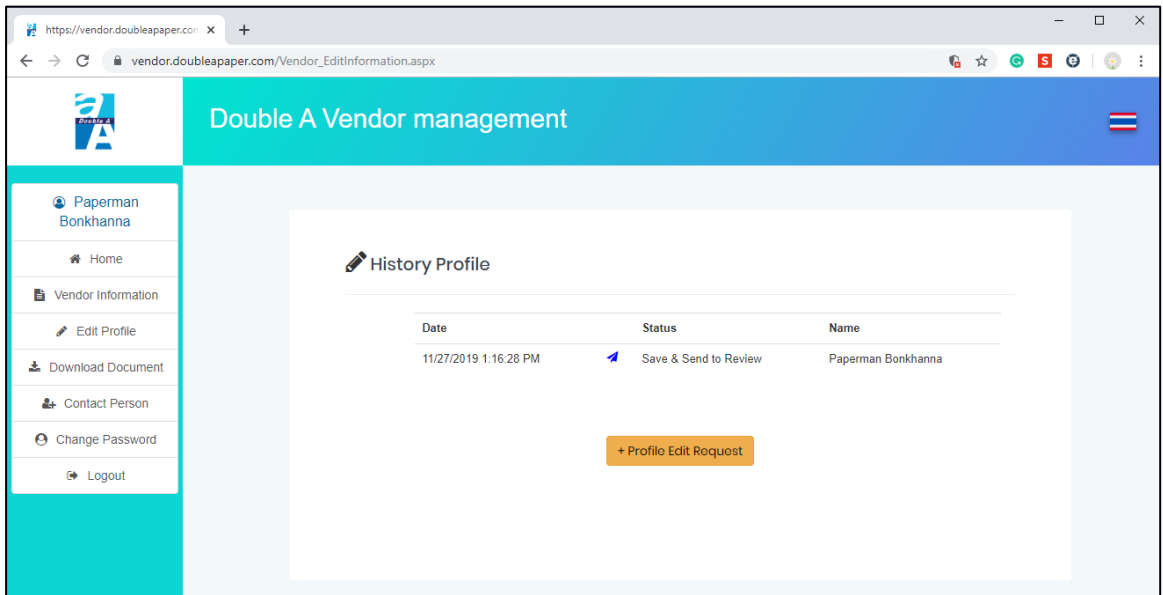 https://vendor.doubleapaper.com
vendor.doubleapaper.com/Vendor_EditInformation.aspx
Double A
Double A Vendor management
Paperman
Bonkhanna
Home
Vendor Information
Edit Profile
Download Document
Contact Person
Change Password
Logout
History Profile
Date Status Name
11/27/2019 1:16:28 PM Save & Send to Review Paperman Bonkhanna
+ Profile Edit Request